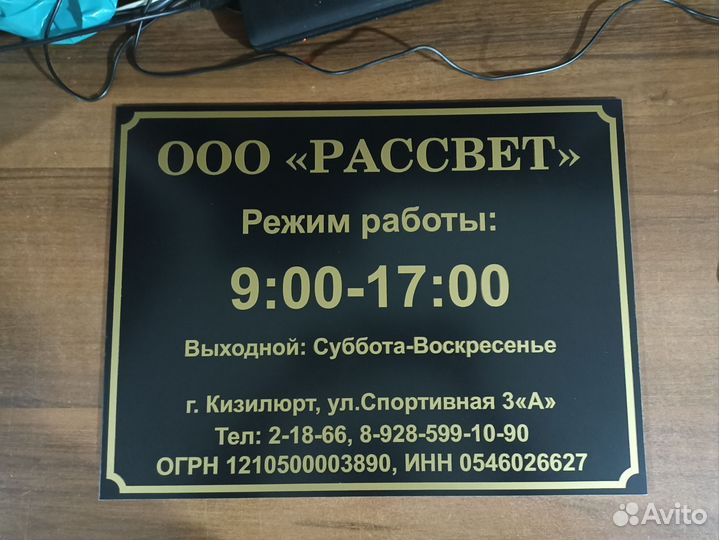 ООО «РАССВЕТ»
Режим работы:
9:00-17:00
Выходной: Суббота-Воскресенье
г. Кизилюрт, ул.Спортивная 3«А»
Тел: 2-18-66, 8-928-599-10-90
ОГРН 1210500003890, ИНН 0546026627
Avito